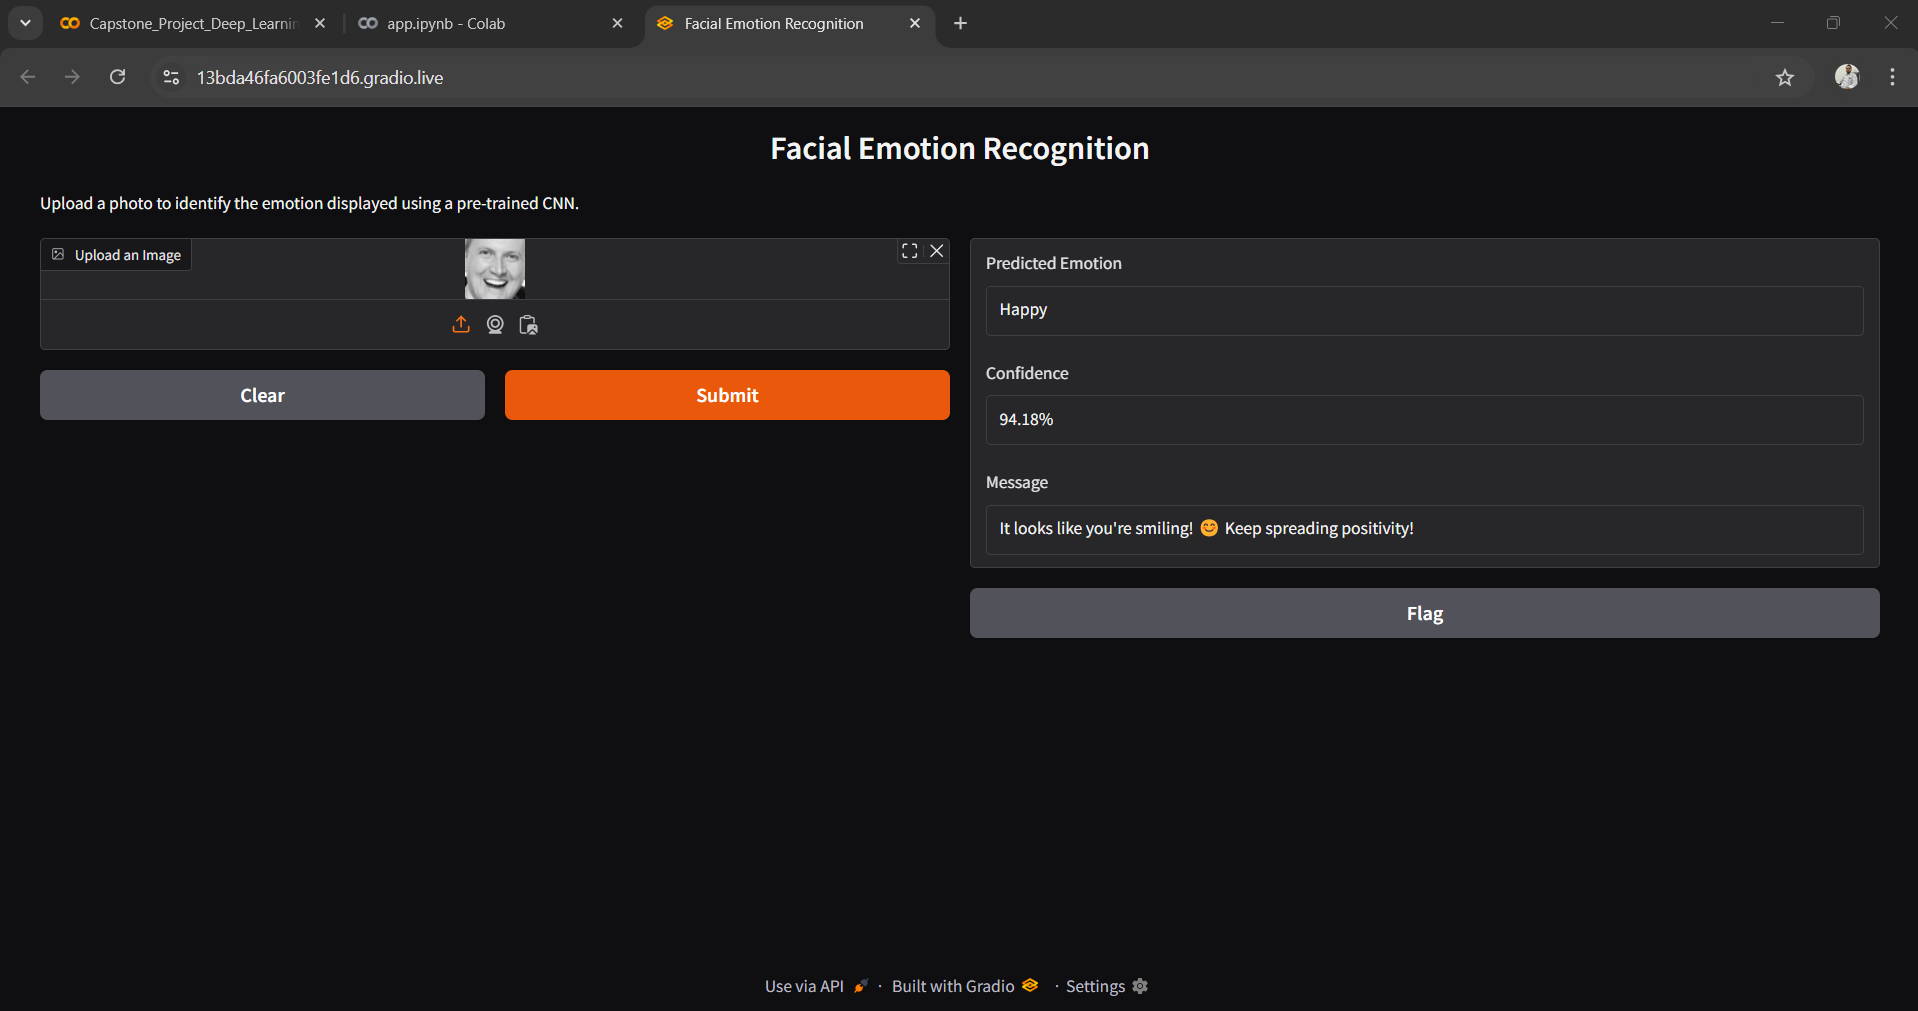 Capstone_Project_Deep_Learnin
app.ipynb - Colab
Facial Emotion Recognition
13bda46fa6003fe1d6.gradio.live
Facial Emotion Recognition
Upload a photo to identify the emotion displayed using a pre-trained CNN.
Upload an Image
Clear
Submit
Predicted Emotion
Happy
Confidence
94.18%
Message
It looks like you're smiling! 😊 Keep spreading positivity!
Flag
Use via API 🚀 · Built with Gradio · Settings